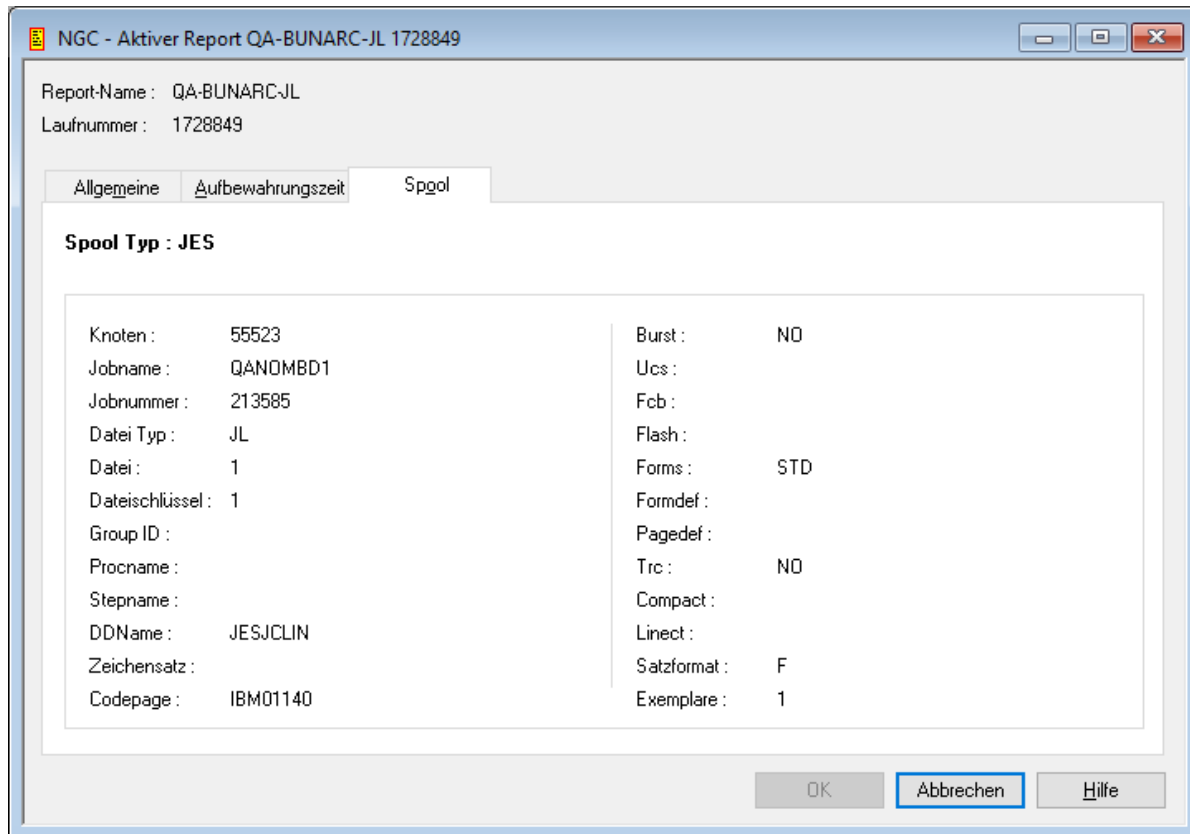 NGC - Aktiver Report QA-BUNARC-JL 1728849
Report-Name : QA-BUNARC-JL
Laufnummer : 1728849
Allgemeine Aufbewahrungszeit Spool
Spool Typ : JES
Knoten : 55523
Jobname : QANOMBD1
Jobnummer : 213585
Datei Typ : JL
Datei : 1
Dateischlüssel : 1
Group ID :
Procname :
Stepname :
DDName : JESJCLIN
Zeichensatz :
Codepage : IBM01140
Burst : NO
Ucs :
Fcb :
Flash :
Forms : STD
Formdef :
Pagedef :
Trc : NO
Compact :
Linect :
Satzformat : F
Exemplare : 1
OK Abbrechen Hilfe